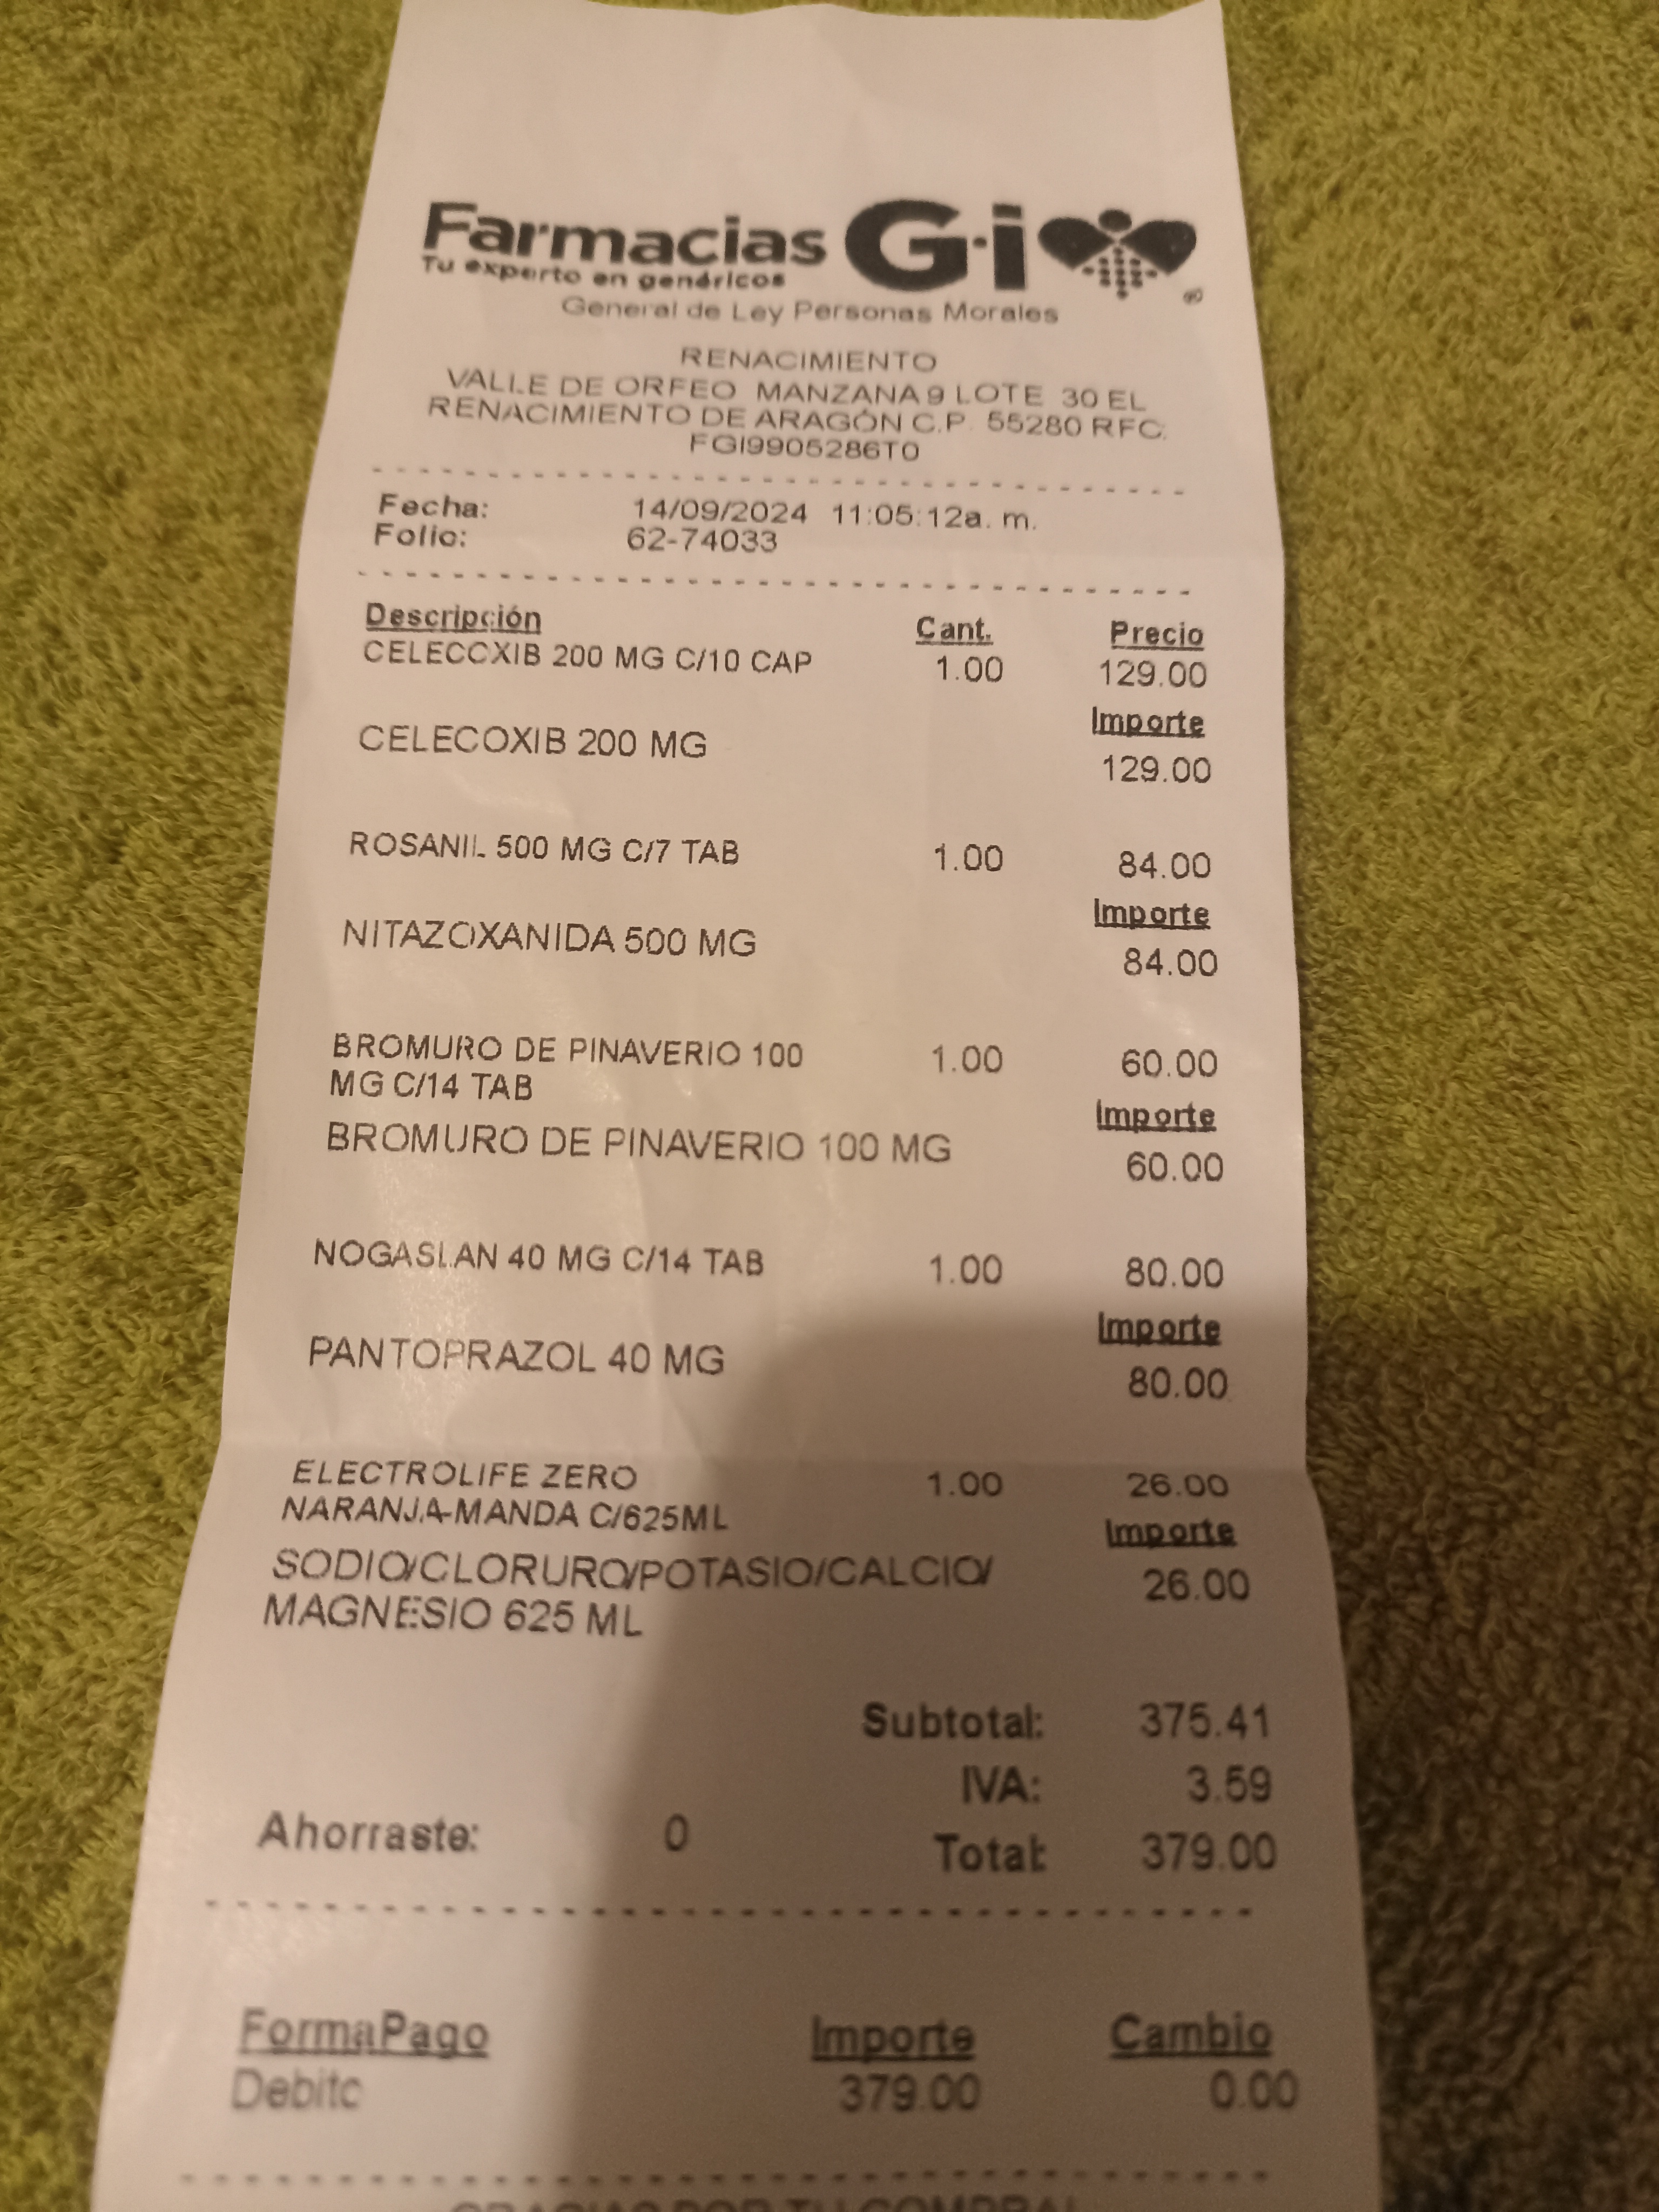 Farmacias G·i
Tu experto en genéricos
General de Ley Personas Morales
RENACIMIENTO
VALLE DE ORFEO MANZANA 9 LOTE 30 EL
RENACIMIENTO DE ARAGÓN C.P. 55280 RFC.
FGI9905286T0
Fecha: 14/09/2024 11:05:12a. m.
Folio: 62-74033
Descripción Cant. Precio
CELECOXIB 200 MG C/10 CAP 1.00 129.00
Importe
CELECOXIB 200 MG 129.00
ROSANIL 500 MG C/7 TAB 1.00 84.00
Importe
NITAZOXANIDA 500 MG 84.00
BROMURO DE PINAVERIO 100 1.00 60.00
MG C/14 TAB
Importe
BROMURO DE PINAVERIO 100 MG 60.00
NOGASLAN 40 MG C/14 TAB 1.00 80.00
Importe
PANTOPRAZOL 40 MG 80.00
ELECTROLIFE ZERO 1.00 26.00
NARANJA-MANDA C/625ML
Importe
SODIO/CLORURO/POTASIO/CALCIO/ 26.00
MAGNESIO 625 ML
Subtotal: 375.41
IVA: 3.59
Ahorraste: 0 Total: 379.00
FormaPago Importe Cambio
Debito 379.00 0.00
GRACIAS POR TU COMPRA!